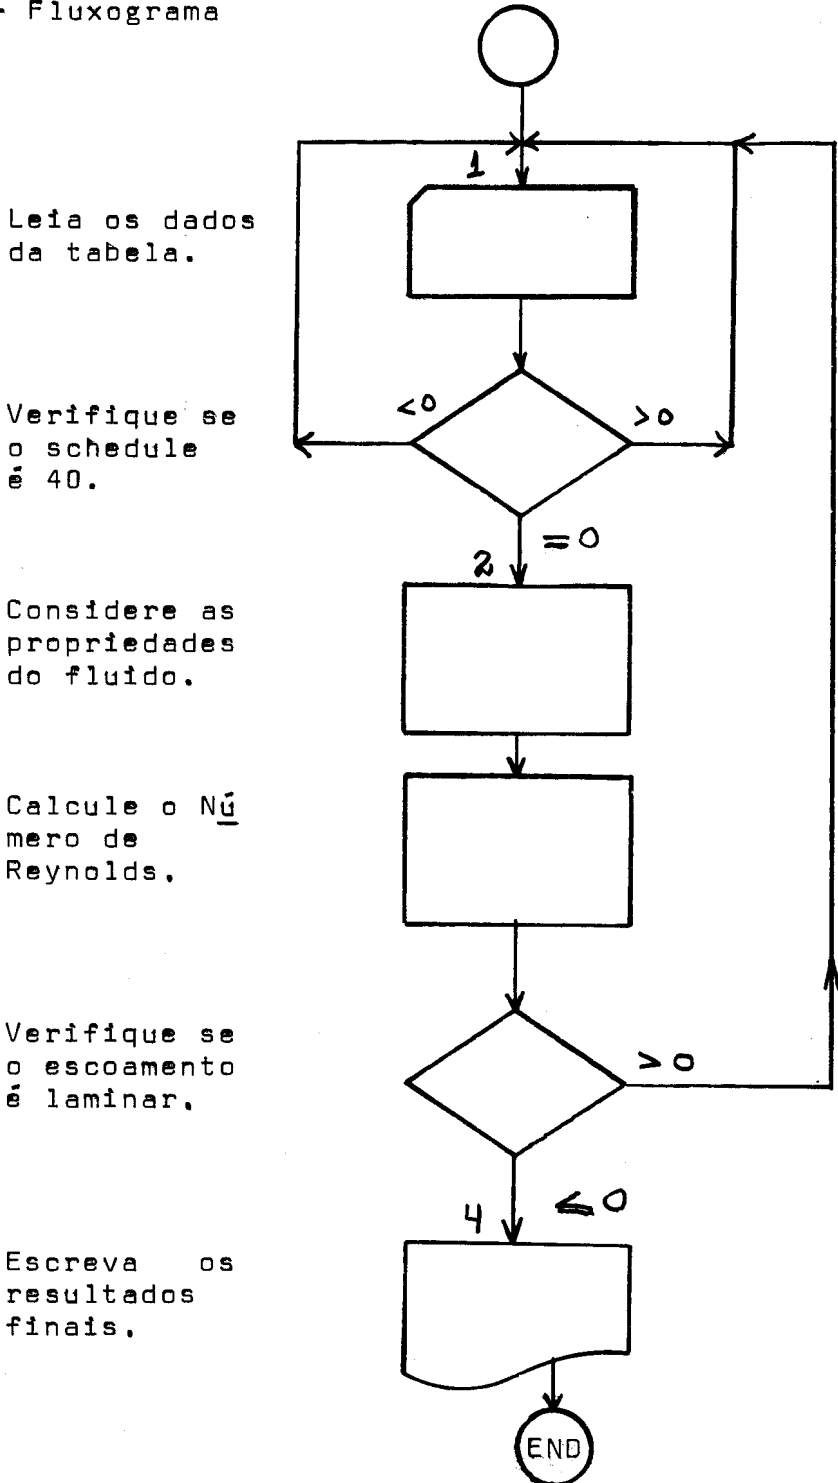 - Fluxograma
1
Leia os dados
da tabela.
<0
>0
Verifique se
o schedule
é 40.
=0
2
Considere as
propriedades
do fluido.
Calcule o Nú
mero de
Reynolds.
Verifique se
o escoamento
é laminar.
>0
≤0
4
Escreva os
resultados
finais.
END